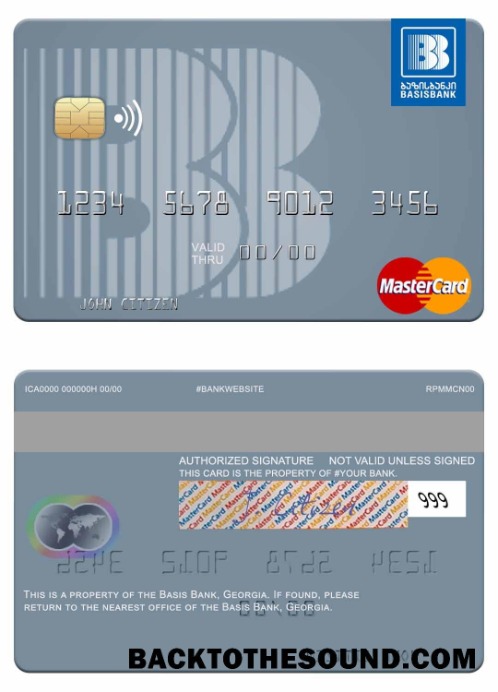 ბაზისბანკი
BASISBANK
1234 5678 9012 3456
VALID
THRU 00/00
JOHN CITIZEN
MasterCard
ICA0000 000000H 00/00 #BANKWEBSITE RPMMCN00
AUTHORIZED SIGNATURE NOT VALID UNLESS SIGNED
THIS CARD IS THE PROPERTY OF #YOUR BANK.
J. Citizen 999
THIS IS A PROPERTY OF THE BASIS BANK, GEORGIA. IF FOUND, PLEASE
RETURN TO THE NEAREST OFFICE OF THE BASIS BANK, GEORGIA.
BACKTOTHESOUND.COM